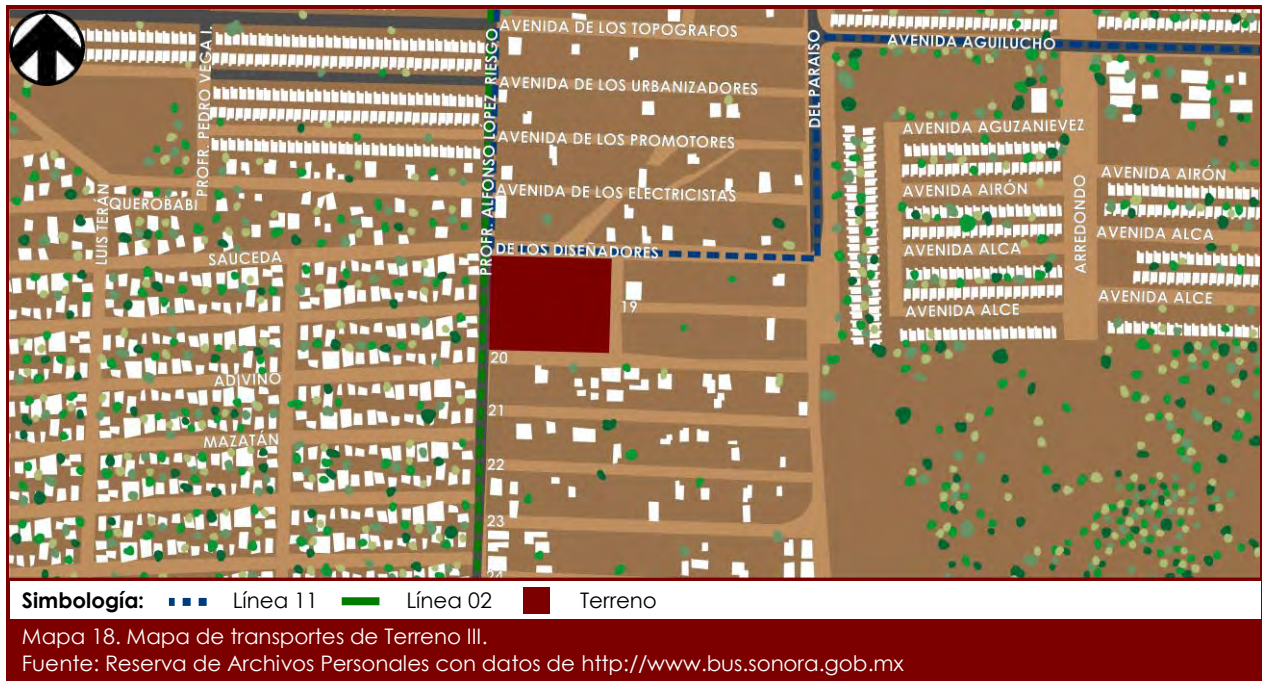 AVENIDA DE LOS TOPOGRAFOS
AVENIDA AGUILUCHO
PROFR. PEDRO VEGA I.
PROFR. ALFONSO LOPEZ RIESGO
DEL PARAISO
AVENIDA DE LOS URBANIZADORES
AVENIDA DE LOS PROMOTORES
AVENIDA AGUZANIEVEZ
AVENIDA DE LOS ELECTRICISTAS
AVENIDA AIRÓN
AVENIDA AIRÓN
QUEROBABI
LUIS TERÁN
SAUCEDA
DE LOS DISEÑADORES
AVENIDA ALCA
AVENIDA ALCA
ARREDONDO
19
AVENIDA ALCE
AVENIDA ALCE
20
ADIVINO
21
MAZATÁN
22
23
24
Simbología: Línea 11 Línea 02 Terreno
Mapa 18. Mapa de transportes de Terreno III.
Fuente: Reserva de Archivos Personales con datos de http://www.bus.sonora.gob.mx